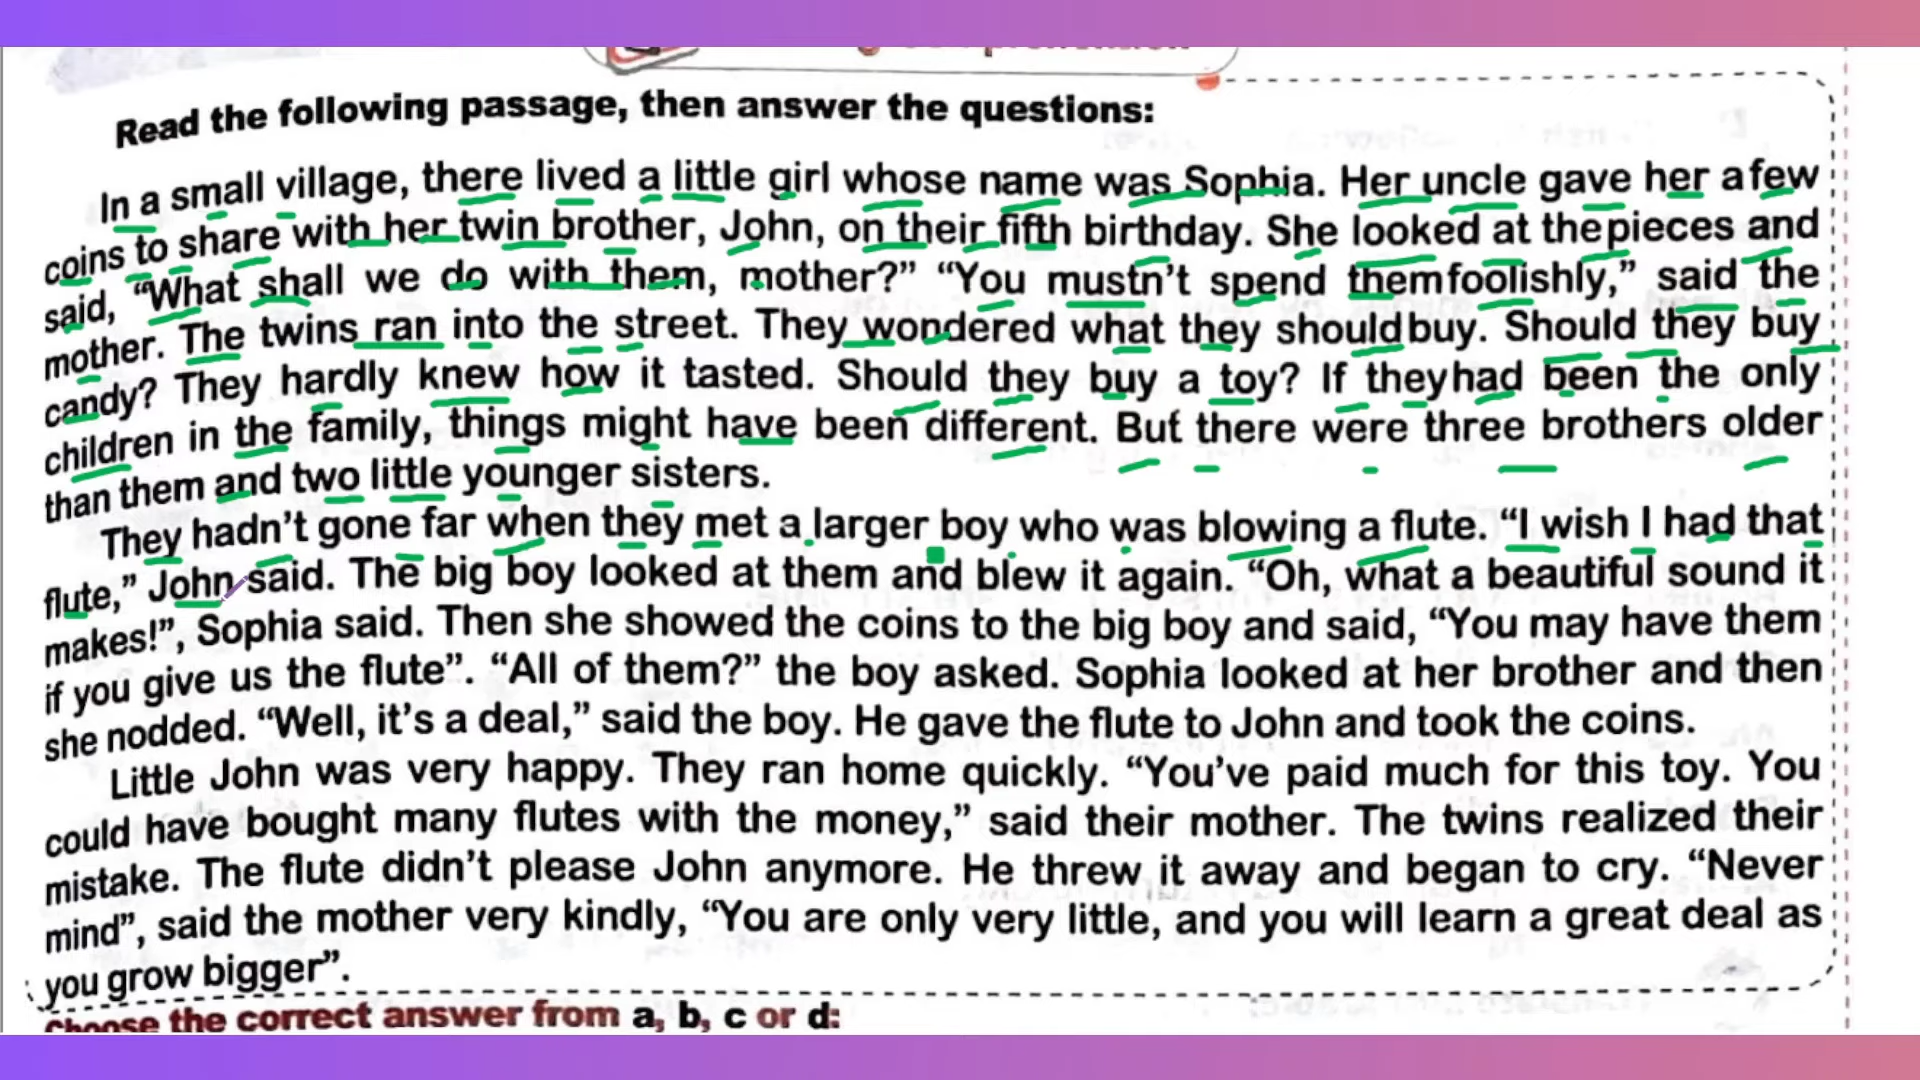 Read the following passage, then answer the questions:
In a small village, there lived a little girl whose name was Sophia. Her uncle gave her a few
coins to share with her twin brother, John, on their fifth birthday. She looked at the pieces and
said, “What shall we do with them, mother?” “You mustn’t spend them foolishly,” said the
mother. The twins ran into the street. They wondered what they should buy. Should they buy
candy? They hardly knew how it tasted. Should they buy a toy? If they had been the only
children in the family, things might have been different. But there were three brothers older
than them and two little younger sisters.
They hadn’t gone far when they met a larger boy who was blowing a flute. “I wish I had that
flute,” John said. The big boy looked at them and blew it again. “Oh, what a beautiful sound it
makes!”, Sophia said. Then she showed the coins to the big boy and said, “You may have them
if you give us the flute”. “All of them?” the boy asked. Sophia looked at her brother and then
she nodded. “Well, it’s a deal,” said the boy. He gave the flute to John and took the coins.
Little John was very happy. They ran home quickly. “You’ve paid much for this toy. You
could have bought many flutes with the money,” said their mother. The twins realized their
mistake. The flute didn’t please John anymore. He threw it away and began to cry. “Never
mind”, said the mother very kindly, “You are only very little, and you will learn a great deal as
you grow bigger”.
Choose the correct answer from a, b, c or d: